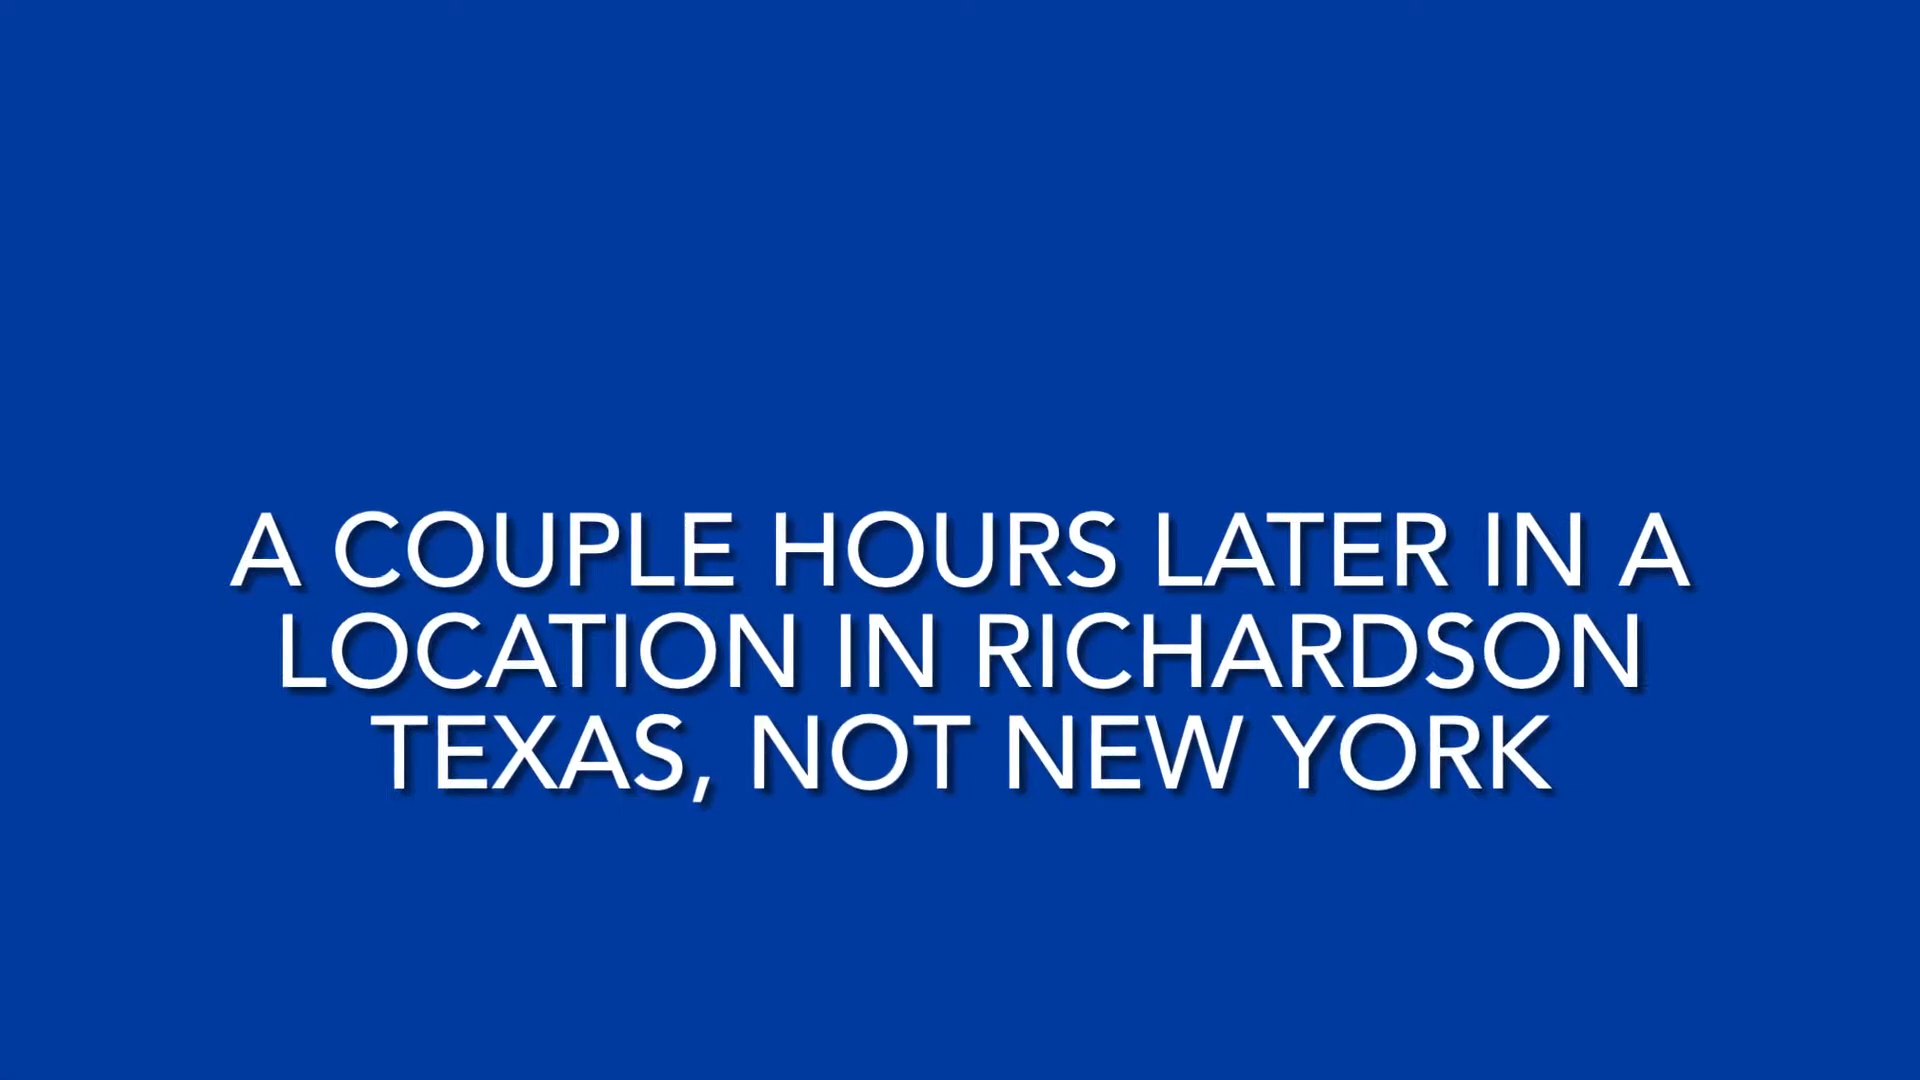 A COUPLE HOURS LATER IN A
LOCATION IN RICHARDSON
TEXAS, NOT NEW YORK